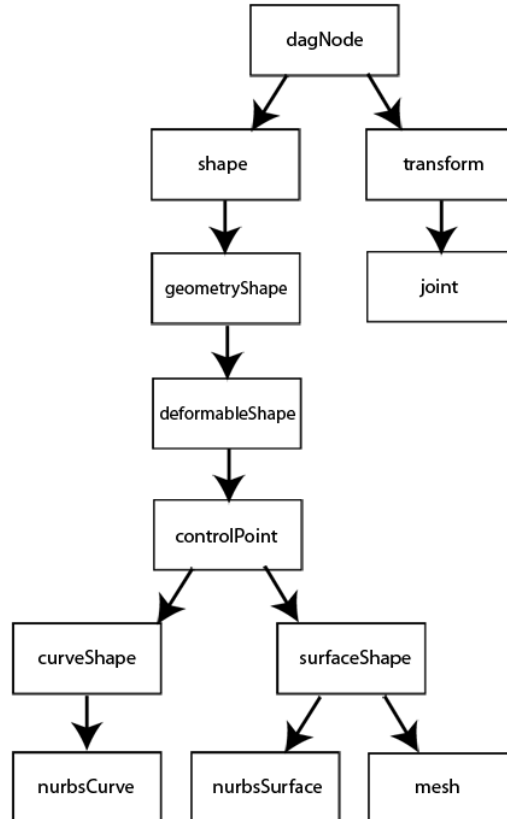 dagNode
shape
transform
geometryShape
joint
deformableShape
controlPoint
curveShape
surfaceShape
nurbsCurve
nurbsSurface
mesh